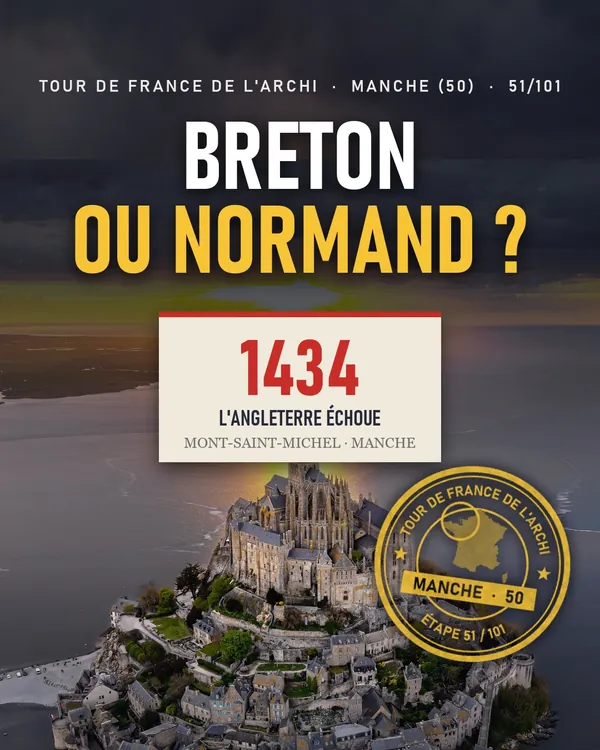 TOUR DE FRANCE DE L'ARCHI · MANCHE (50) · 51/101
BRETON
OU NORMAND ?
1434
L'ANGLETERRE ÉCHOUE
MONT-SAINT-MICHEL · MANCHE
TOUR DE FRANCE DE L'ARCHI
MANCHE · 50
ÉTAPE 51 / 101